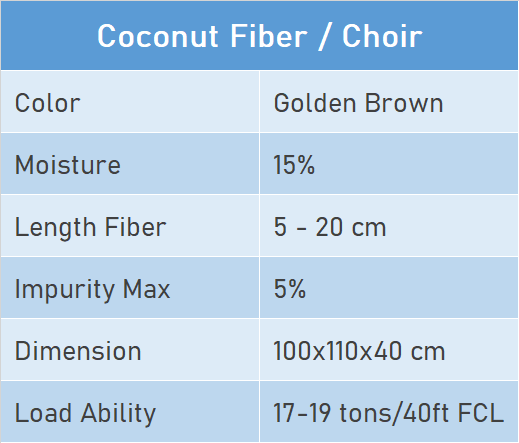 Coconut Fiber / Choir
Color Golden Brown
Moisture 15%
Length Fiber 5 - 20 cm
Impurity Max 5%
Dimension 100x110x40 cm
Load Ability 17-19 tons/40ft FCL